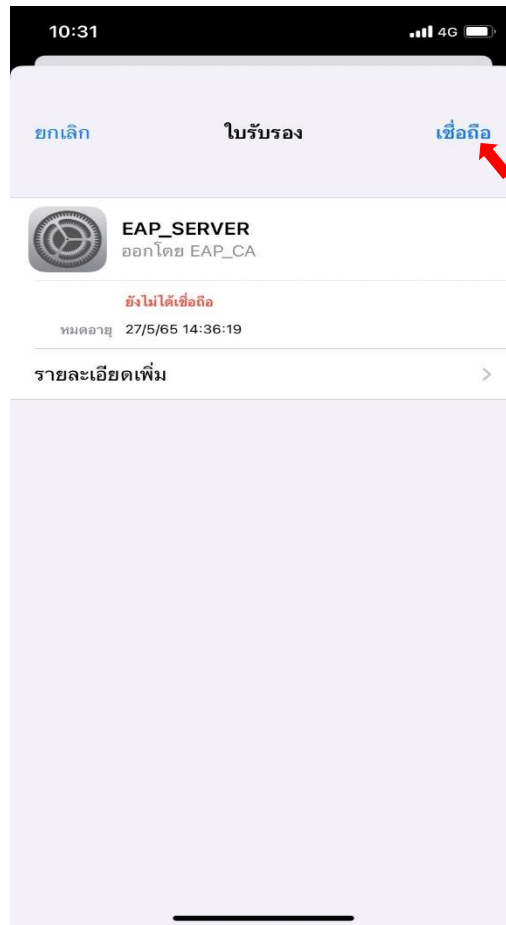 10:31 4G
ยกเลิก ใบรับรอง เชื่อถือ
EAP_SERVER
ออกโดย EAP_CA
ยังไม่ได้เชื่อถือ
หมดอายุ 27/5/65 14:36:19
รายละเอียดเพิ่ม